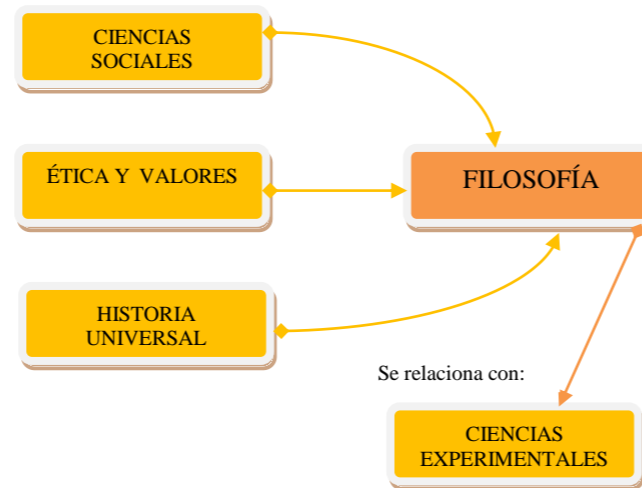 CIENCIAS
SOCIALES
ÉTICA Y VALORES
FILOSOFÍA
HISTORIA
UNIVERSAL
Se relaciona con:
CIENCIAS
EXPERIMENTALES